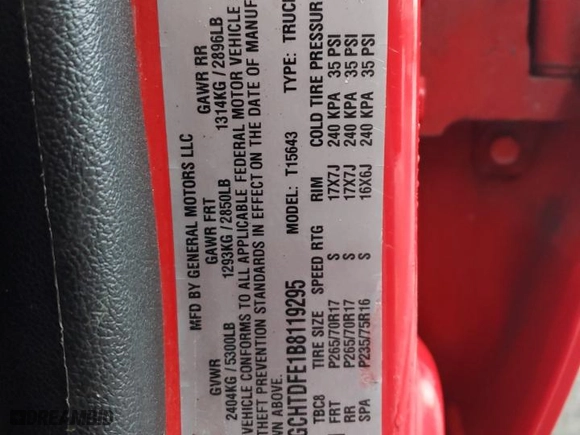 MFD BY GENERAL MOTORS LLC
GVWR GAWR FRT GAWR RR
2404KG/5300LB 1293KG/2850LB 1314KG/2896LB
VEHICLE CONFORMS TO ALL APPLICABLE FEDERAL MOTOR VEHICLE
THEFT PREVENTION STANDARDS IN EFFECT ON THE DATE OF MANUF
WN ABOVE.
GCHTDFE1B8119295 MODEL: T15643 TYPE: TRUC
TBC8 TIRE SIZE SPEED RTG RIM COLD TIRE PRESSUR
FRT P265/70R17 S 17X7J 240 KPA 35 PSI
RR P265/70R17 S 17X7J 240 KPA 35 PSI
SPA P235/75R16 S 16X6J 240 KPA 35 PSI
DREAMBID